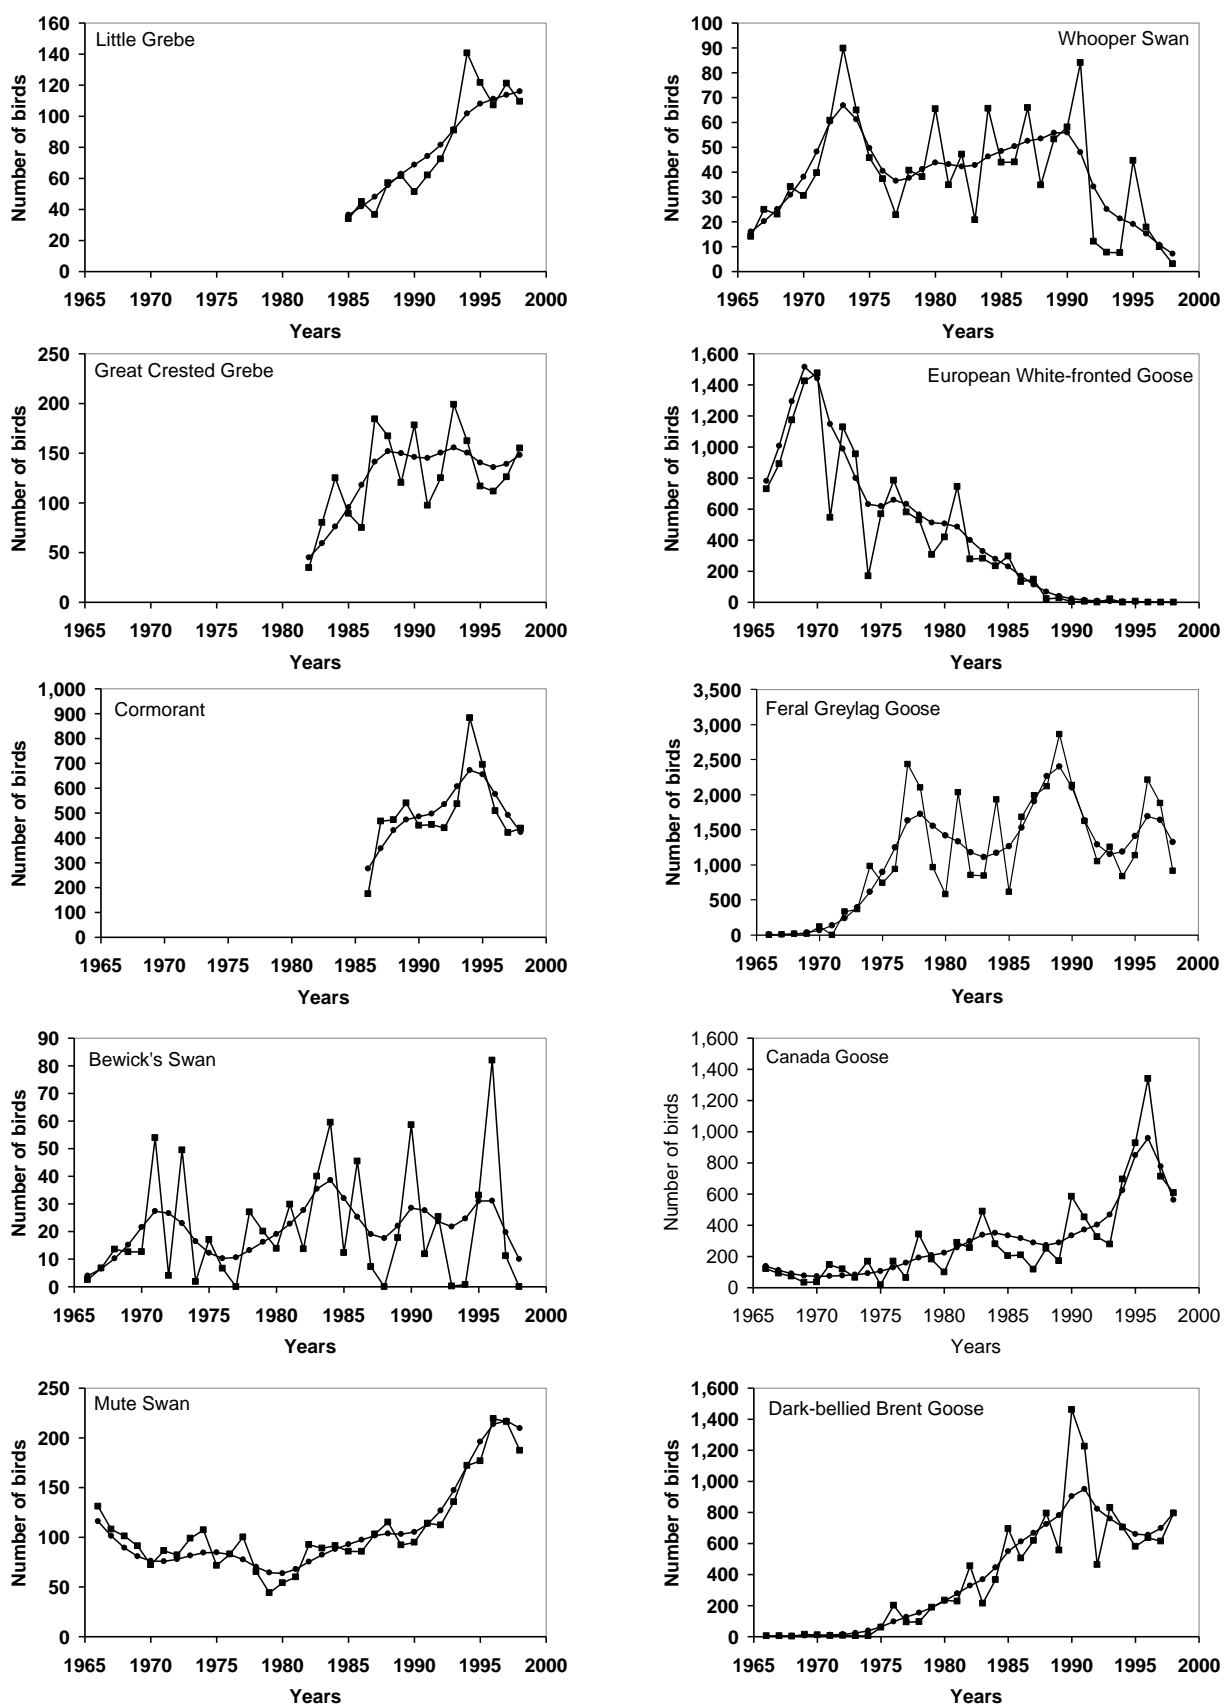 Little Grebe
Number of birds
160
140
120
100
80
60
40
20
0
1965 1970 1975 1980 1985 1990 1995 2000
Years
Whooper Swan
Number of birds
100
90
80
70
60
50
40
30
20
10
0
1965 1970 1975 1980 1985 1990 1995 2000
Years
Great Crested Grebe
Number of birds
250
200
150
100
50
0
1965 1970 1975 1980 1985 1990 1995 2000
Years
European White-fronted Goose
Number of birds
1,600
1,400
1,200
1,000
800
600
400
200
0
1965 1970 1975 1980 1985 1990 1995 2000
Years
Cormorant
Number of birds
1,000
900
800
700
600
500
400
300
200
100
0
1965 1970 1975 1980 1985 1990 1995 2000
Years
Feral Greylag Goose
Number of birds
3,500
3,000
2,500
2,000
1,500
1,000
500
0
1965 1970 1975 1980 1985 1990 1995 2000
Years
Bewick's Swan
Number of birds
90
80
70
60
50
40
30
20
10
0
1965 1970 1975 1980 1985 1990 1995 2000
Years
Canada Goose
Number of birds
1,600
1,400
1,200
1,000
800
600
400
200
0
1965 1970 1975 1980 1985 1990 1995 2000
Years
Mute Swan
Number of birds
250
200
150
100
50
0
1965 1970 1975 1980 1985 1990 1995 2000
Years
Dark-bellied Brent Goose
Number of birds
1,600
1,400
1,200
1,000
800
600
400
200
0
1965 1970 1975 1980 1985 1990 1995 2000
Years